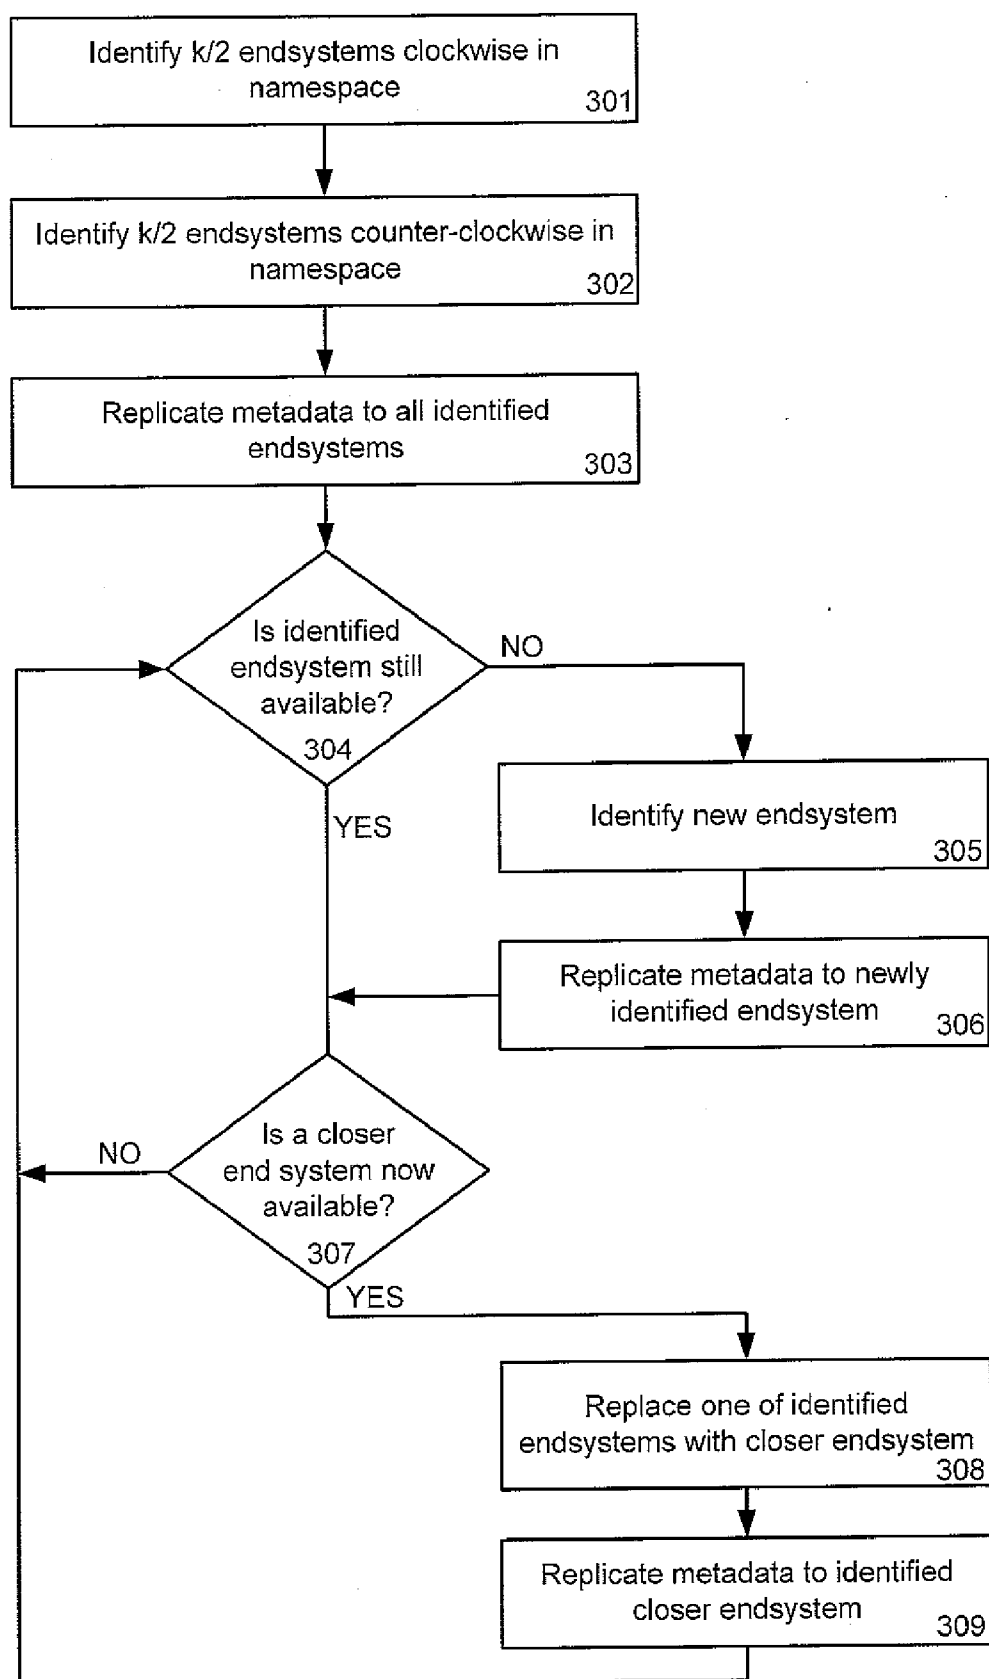 Identify k/2 endsystems clockwise in
namespace
301
Identify k/2 endsystems counter-clockwise in
namespace
302
Replicate metadata to all identified
endsystems
303
Is identified
endsystem still
available?
304
NO
YES
Identify new endsystem
305
Replicate metadata to newly
identified endsystem
306
Is a closer
end system now
available?
307
NO
YES
Replace one of identified
endsystems with closer endsystem
308
Replicate metadata to identified
closer endsystem
309